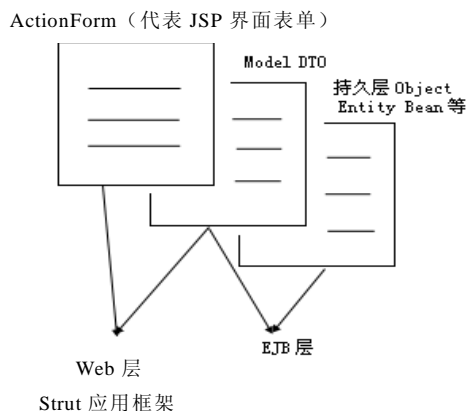 ActionForm（代表 JSP 界面表单）
Model DTO
持久层 Object
Entity Bean 等
EJB 层
Web 层
Strut 应用框架